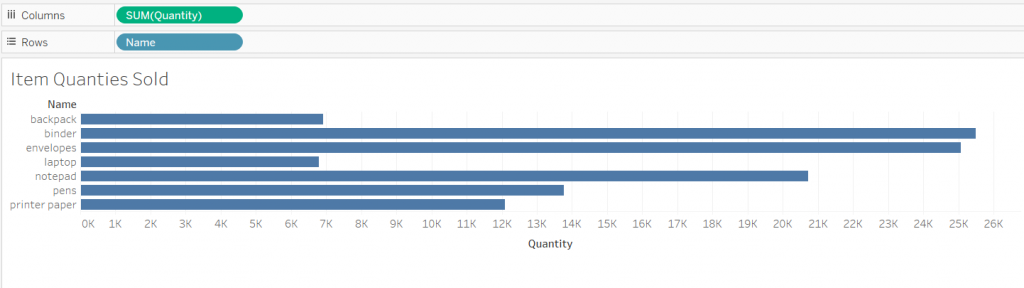 Columns SUM(Quantity)
Rows Name
Item Quanties Sold
Name
backpack
binder
envelopes
laptop
notepad
pens
printer paper
0K 1K 2K 3K 4K 5K 6K 7K 8K 9K 10K 11K 12K 13K 14K 15K 16K 17K 18K 19K 20K 21K 22K 23K 24K 25K 26K
Quantity